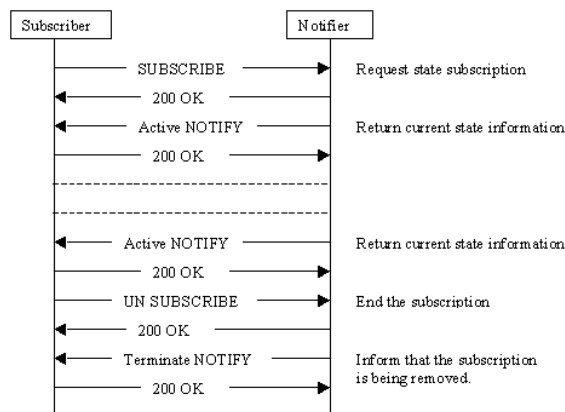 Subscriber Notifier
SUBSCRIBE Request state subscription
200 OK
Active NOTIFY Return current state information
200 OK
Active NOTIFY Return current state information
200 OK
UN SUBSCRIBE End the subscription
200 OK
Terminate NOTIFY Inform that the subscription
is being removed.
200 OK